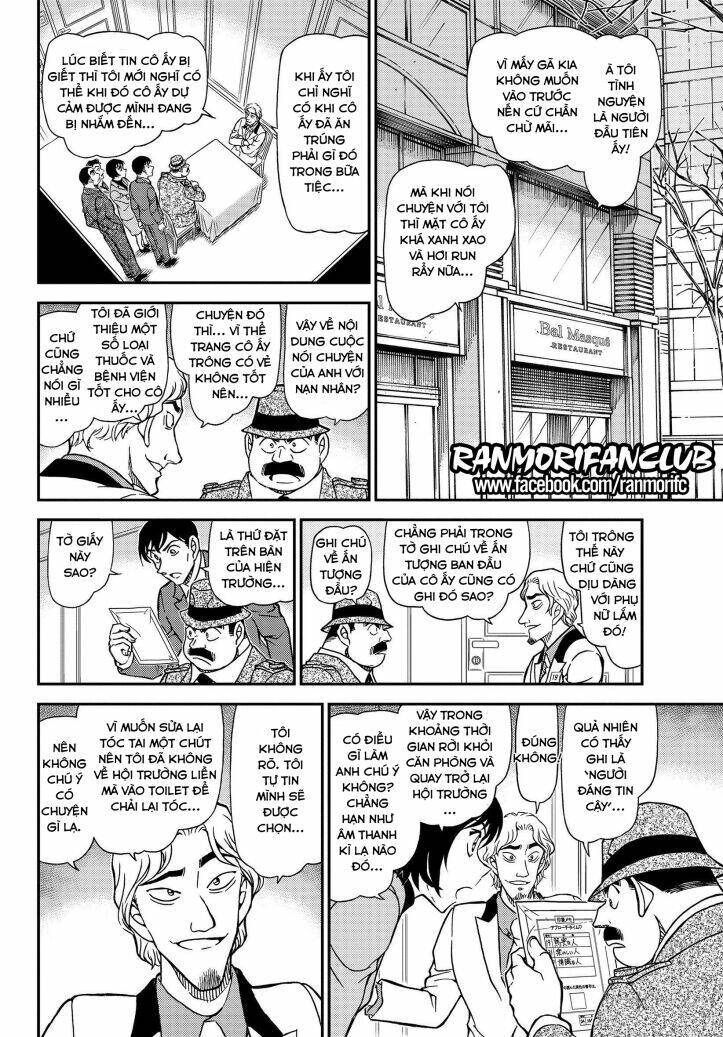 À TÔI
TÌNH
NGUYỆN
LÀ NGƯỜI
ĐẦU TIÊN
ẤY!
VÌ MẤY GÃ KIA
KHÔNG MUỐN
VÀO TRƯỚC
NÊN CỨ CHẦN
CHỪ MÃI...
MÀ KHI NÓI
CHUYỆN VỚI TÔI
THÌ MẶT CÔ ẤY
KHÁ XANH XAO
VÀ HƠI RUN
RẨY NỮA...
Bal Masqué
RESTAURANT
Bal Masqué
RESTAURANT
RANMORIFANCLUB
www.facebook.com/ranmorifc
KHI ẤY TÔI
CHỈ NGHĨ
CÓ KHI CÔ
ẤY ĐÃ ĂN
TRÚNG
PHẢI GÌ ĐÓ
TRONG BỮA
TIỆC...
LÚC BIẾT TIN CÔ ẤY BỊ
GIẾT THÌ TÔI MỚI NGHĨ CÓ
THỂ KHI ĐÓ CÔ ẤY DỰ
CẢM ĐƯỢC MÌNH ĐANG
BỊ NHẮM ĐẾN...
VẬY VỀ NỘI
DUNG CUỘC
NÓI CHUYỆN
CỦA ANH VỚI
NẠN NHÂN?
CHUYỆN ĐÓ
THÌ... VÌ THỂ
TRẠNG CÔ ẤY
TRÔNG CÓ VẺ
KHÔNG TỐT
NÊN...
TÔI ĐÃ GIỚI
THIỆU MỘT
SỐ LOẠI
THUỐC VÀ
BỆNH VIỆN
TỐT CHO CÔ
ẤY...
CHỨ
CŨNG
CHẲNG
NÓI GÌ
NHIỀU
...
TÔI TRÔNG
THẾ NÀY
CHỨ CŨNG
DỊU DÀNG
VỚI PHỤ
NỮ LẮM
ĐÓ!
CHẲNG PHẢI TRONG
TỜ GHI CHÚ VỀ ẤN
TƯỢNG BAN ĐẦU
CỦA CÔ ẤY CŨNG CÓ
GHI ĐÓ SAO?
19
GHI CHÚ
VỀ ẤN
TƯỢNG
ĐẦU?
LÀ THỨ ĐẶT
TRÊN BÀN
CỦA HIỆN
TRƯỜNG...
TỜ GIẤY
NÀY
SAO?
QUẢ NHIÊN
CÓ THẤY
GHI LÀ
'NGƯỜI
ĐÁNG TIN
CẬY'...
ĐÚNG
KHÔNG!
VẬY TRONG
KHOẢNG THỜI
GIAN RỜI KHỎI
CĂN PHÒNG VÀ
QUAY TRỞ LẠI
HỘI TRƯỜNG
...
CÓ ĐIỀU
GÌ LÀM
ANH CHÚ Ý
KHÔNG?
CHẲNG
HẠN NHƯ
ÂM THANH
KÌ LẠ NÀO
ĐÓ...
TÔI
KHÔNG
RÕ. TÔI
TỰ TIN
MÌNH SẼ
ĐƯỢC
CHỌN...
VÌ MUỐN SỬA LẠI
TÓC TAI MỘT CHÚT
NÊN TÔI ĐÃ KHÔNG
VỀ HỘI TRƯỜNG LIỀN
MÀ VÀO TOILET ĐỂ
CHẢI LẠI TÓC...
NÊN
KHÔNG
CHÚ Ý
CÓ
CHUYỆN
GÌ LẠ.